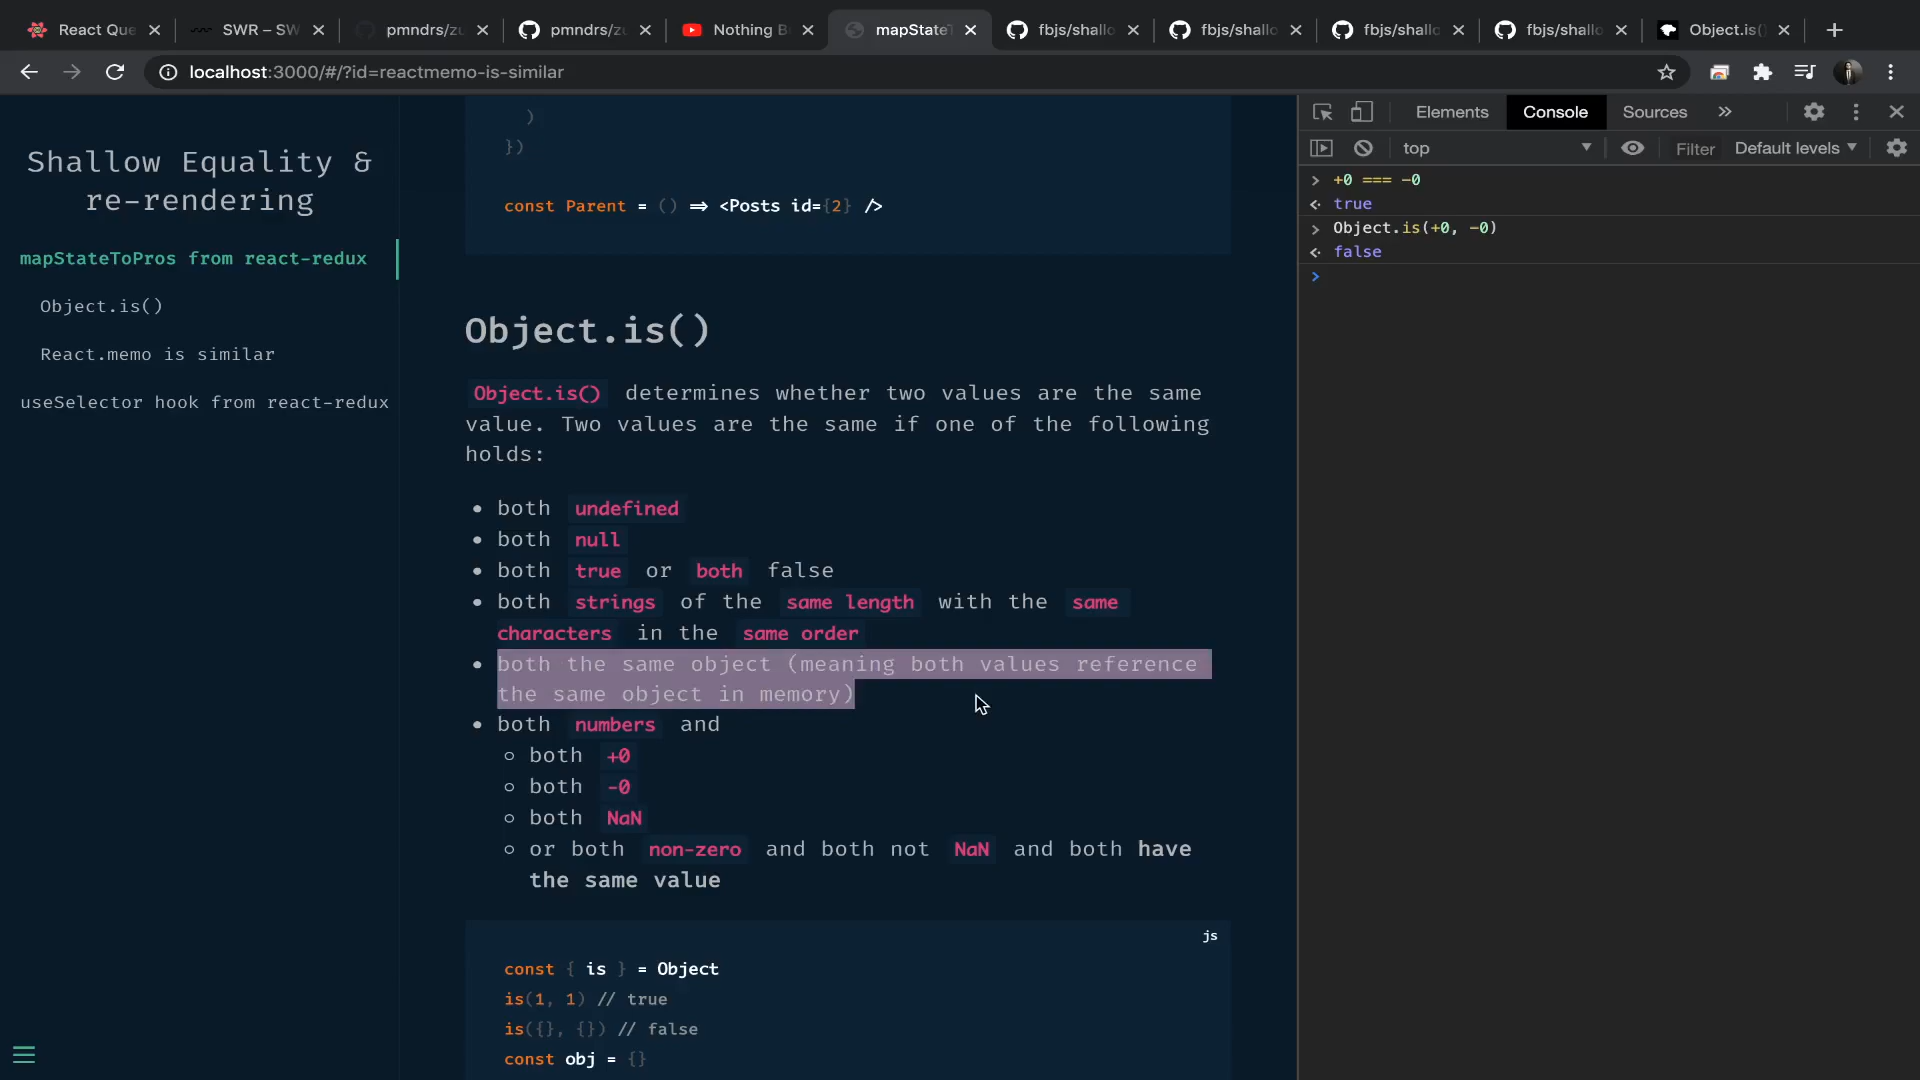 React Que
SWR – SW
pmndrs/zu
pmndrs/zu
Nothing B
mapState
fbjs/shallo
fbjs/shallo
fbjs/shallo
fbjs/shallo
Object.is()
localhost:3000/#/?id=reactmemo-is-similar
Shallow Equality &
re-rendering
mapStateToPros from react-redux
Object.is()
React.memo is similar
useSelector hook from react-redux
)
})
const Parent = () => <Posts id={2} />
Object.is()
Object.is() determines whether two values are the same
value. Two values are the same if one of the following
holds:
• both undefined
• both null
• both true or both false
• both strings of the same length with the same
characters in the same order
• both the same object (meaning both values reference
the same object in memory)
• both numbers and
○ both +0
○ both -0
○ both NaN
○ or both non-zero and both not NaN and both have
the same value
js
const { is } = Object
is(1, 1) // true
is({}, {}) // false
const obj = {}
Elements Console Sources »
top Filter Default levels
> +0 === -0
true
> Object.is(+0, -0)
false
>